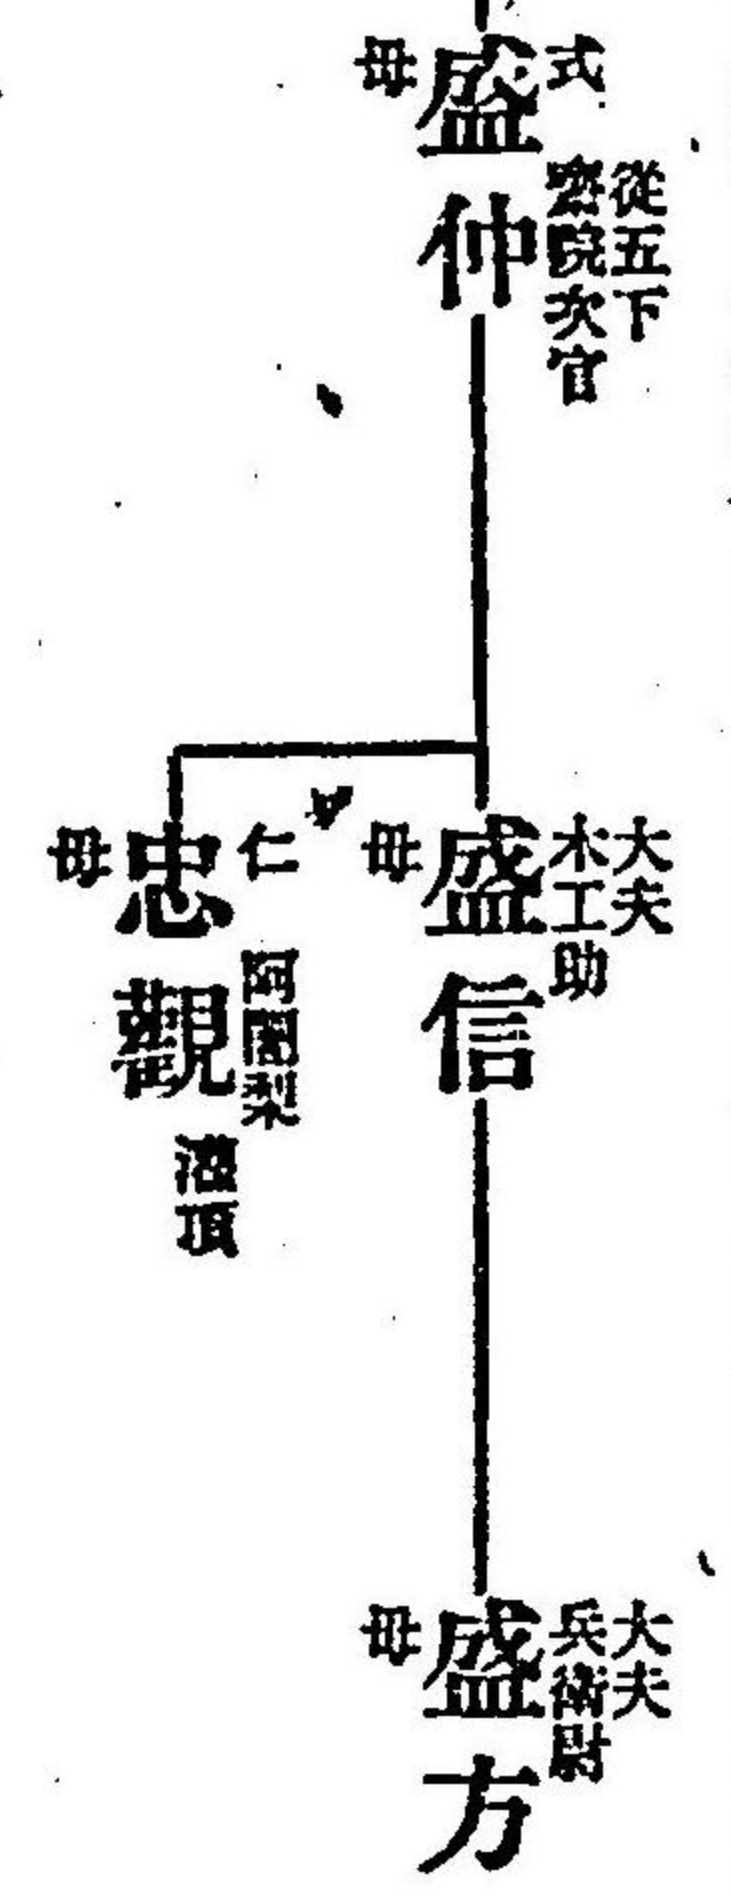 從五下
式
齋院次官
盛仲
母
大夫
木工助
盛信
母
仁
阿闍梨
忠觀
灌頂
母
大夫
兵衛尉
盛方
母